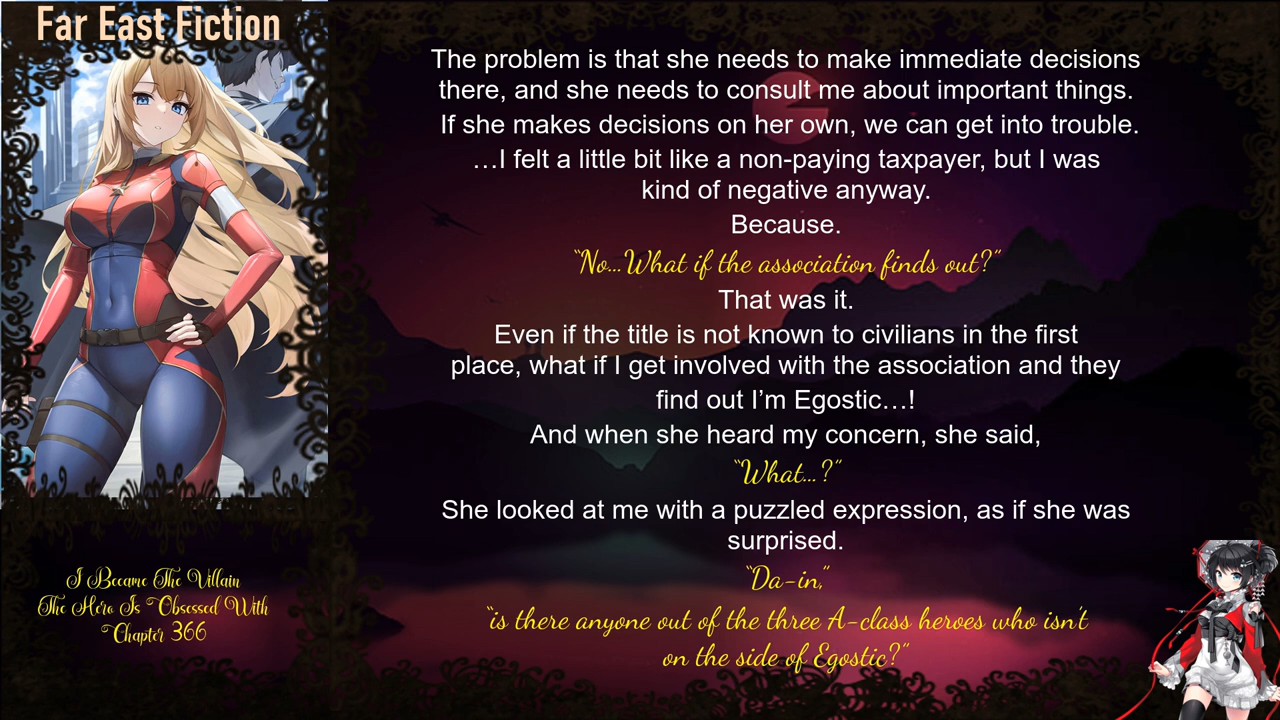 Far East Fiction
The problem is that she needs to make immediate decisions
there, and she needs to consult me about important things.
If she makes decisions on her own, we can get into trouble.
…I felt a little bit like a non-paying taxpayer, but I was
kind of negative anyway.
Because.
“No…What if the association finds out?”
That was it.
Even if the title is not known to civilians in the first
place, what if I get involved with the association and they
find out I’m Egostic…!
And when she heard my concern, she said,
“What…?”
She looked at me with a puzzled expression, as if she was
surprised.
“Da-in,”
“is there anyone out of the three A-class heroes who isn’t
on the side of Egostic?”
I Became The Villain
The Hero Is Obsessed With
Chapter 366